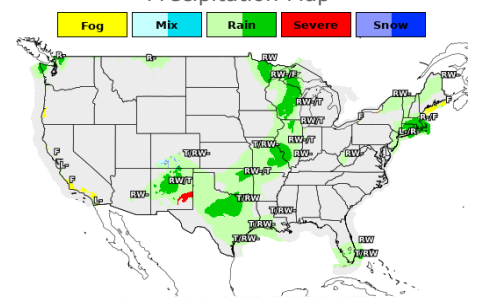 Precipitation Map
Fog Mix Rain Severe Snow
R-
R-
RW
RW-
RW-/F
RW-
F
RW-/T
F
R-/F
RW/T
L-/R-
T/RW-
RW-/T
F
T/RW-
RW-
RW-
L-
RW-/T
F
RW/T
RW-
T/RW
L-
T/RW-
T/RW-
T/RW-
RW
T/RW